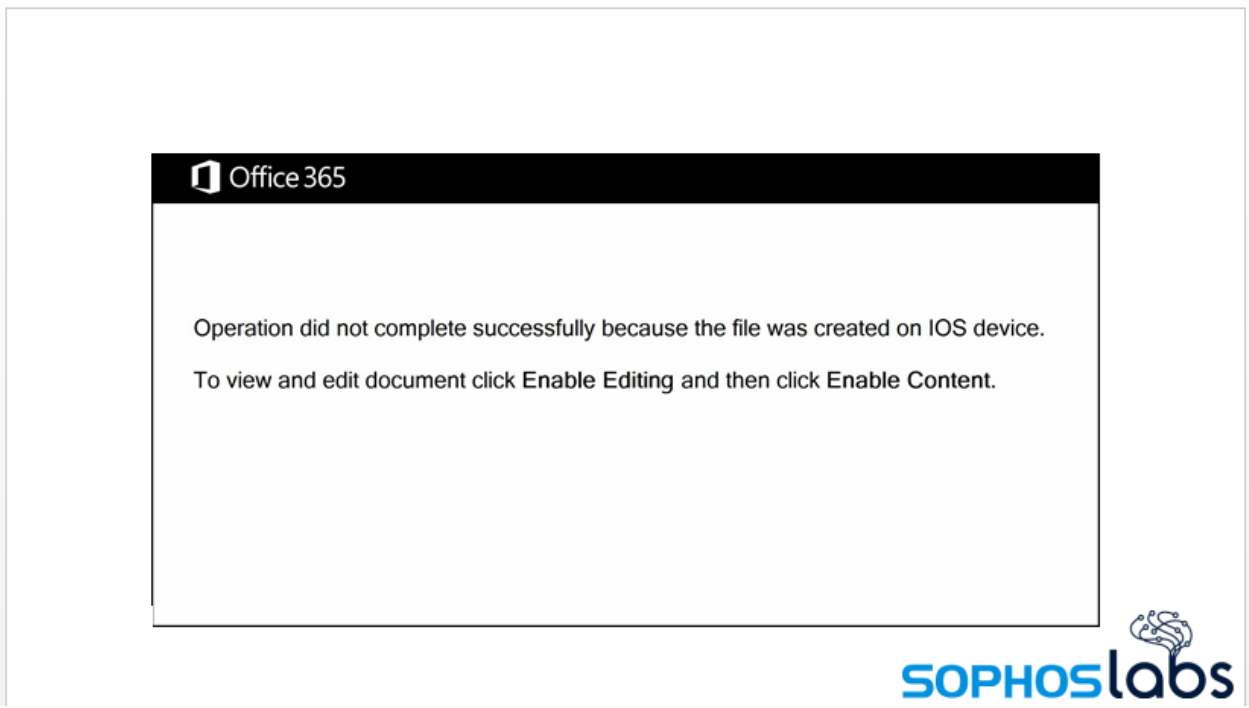 Office 365
Operation did not complete successfully because the file was created on IOS device.
To view and edit document click Enable Editing and then click Enable Content.
SOPHOSlabs